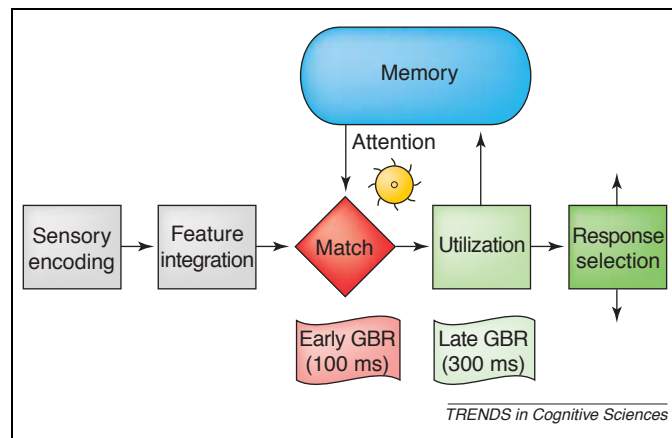 Memory
Attention
Sensory
encoding
Feature
integration
Match
Utilization
Response
selection
Early GBR
(100 ms)
Late GBR
(300 ms)
TRENDS in Cognitive Sciences